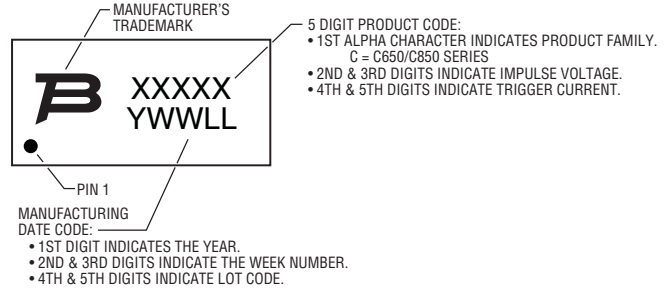 MANUFACTURER'S
TRADEMARK
5 DIGIT PRODUCT CODE:
• 1ST ALPHA CHARACTER INDICATES PRODUCT FAMILY.
C = C650/C850 SERIES
• 2ND & 3RD DIGITS INDICATE IMPULSE VOLTAGE.
• 4TH & 5TH DIGITS INDICATE TRIGGER CURRENT.
XXXXX
YWWLL
PIN 1
MANUFACTURING
DATE CODE:
• 1ST DIGIT INDICATES THE YEAR.
• 2ND & 3RD DIGITS INDICATE THE WEEK NUMBER.
• 4TH & 5TH DIGITS INDICATE LOT CODE.